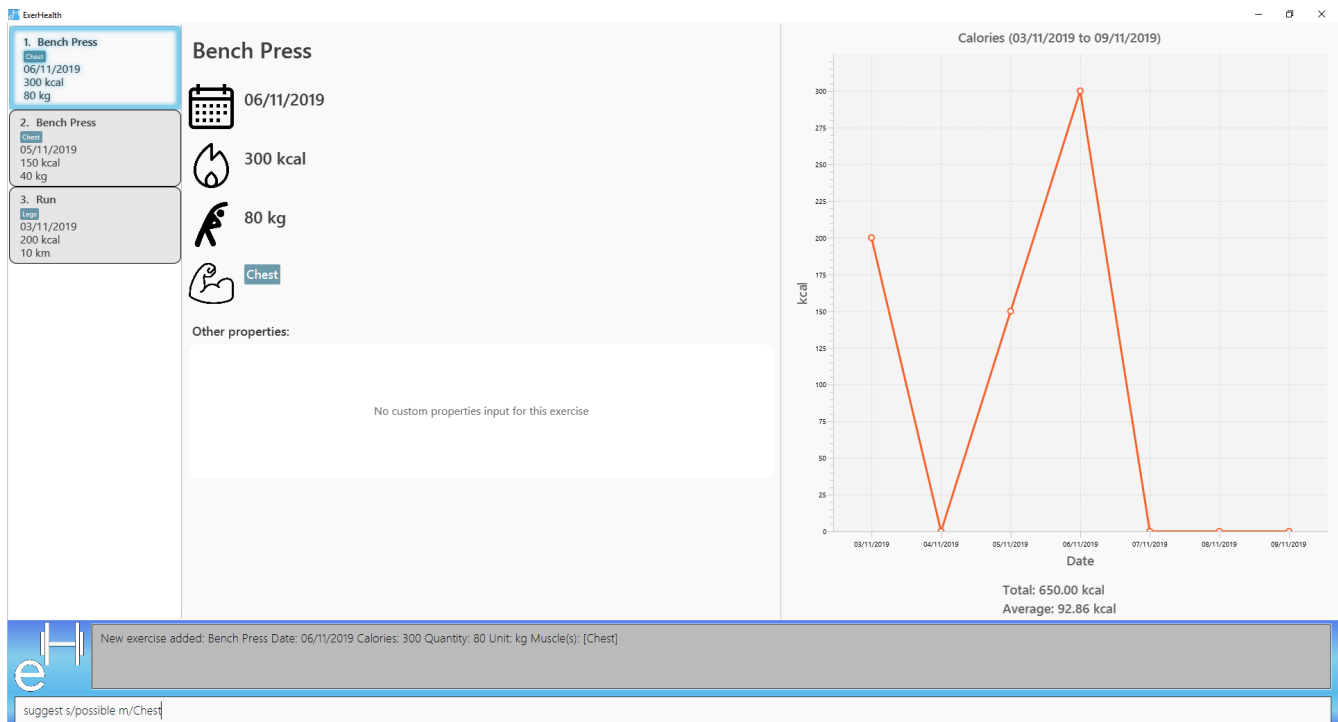 ExerHealth
1. Bench Press
Chest
06/11/2019
300 kcal
80 kg
2. Bench Press
Chest
05/11/2019
150 kcal
40 kg
3. Run
Legs
03/11/2019
200 kcal
10 km
Bench Press
06/11/2019
300 kcal
80 kg
Chest
Other properties:
No custom properties input for this exercise
Calories (03/11/2019 to 09/11/2019)
kcal
300
275
250
225
200
175
150
125
100
75
50
25
0
03/11/2019 04/11/2019 05/11/2019 06/11/2019 07/11/2019 08/11/2019 09/11/2019
Date
Total: 650.00 kcal
Average: 92.86 kcal
eH
New exercise added: Bench Press Date: 06/11/2019 Calories: 300 Quantity: 80 Unit: kg Muscle(s): [Chest]
suggest s/possible m/Chest